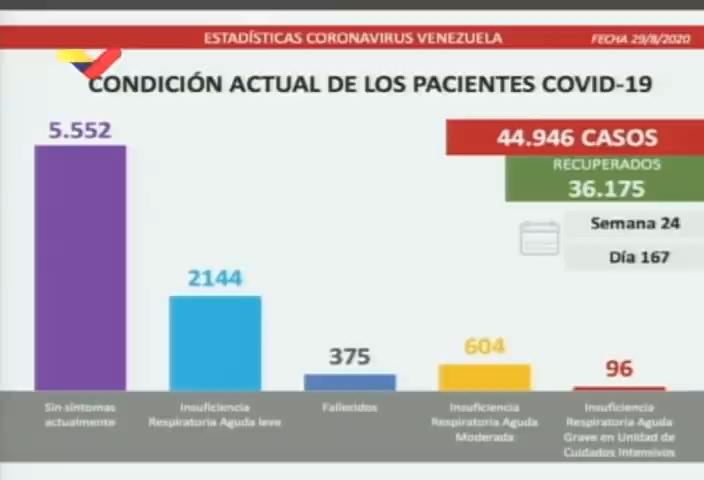 ESTADÍSTICAS CORONAVIRUS VENEZUELA
FECHA 29/8/2020
CONDICIÓN ACTUAL DE LOS PACIENTES COVID-19
5.552
44.946 CASOS
RECUPERADOS
36.175
Semana 24
Día 167
2144
375
604
96
Sin síntomas
actualmente
Insuficiencia
Respiratoria Aguda leve
Fallecidos
Insuficiencia
Respiratoria Aguda
Moderada
Insuficiencia
Respiratoria Aguda
Grave en Unidad de
Cuidados Intensivos